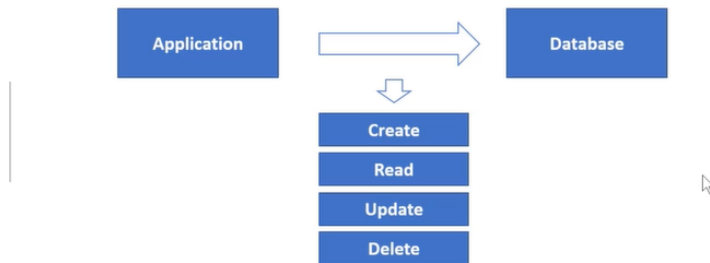 Application
Database
Create
Read
Update
Delete